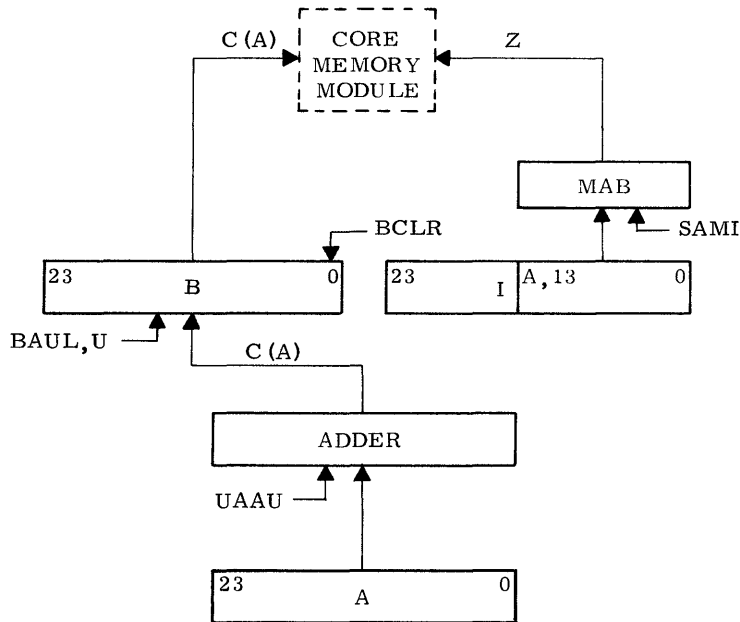 C(A)
CORE
MEMORY
MODULE
Z
MAB
SAMI
BCLR
23 B 0
23 I A,13 0
BAUL,U
C(A)
ADDER
UAAU
23 A 0